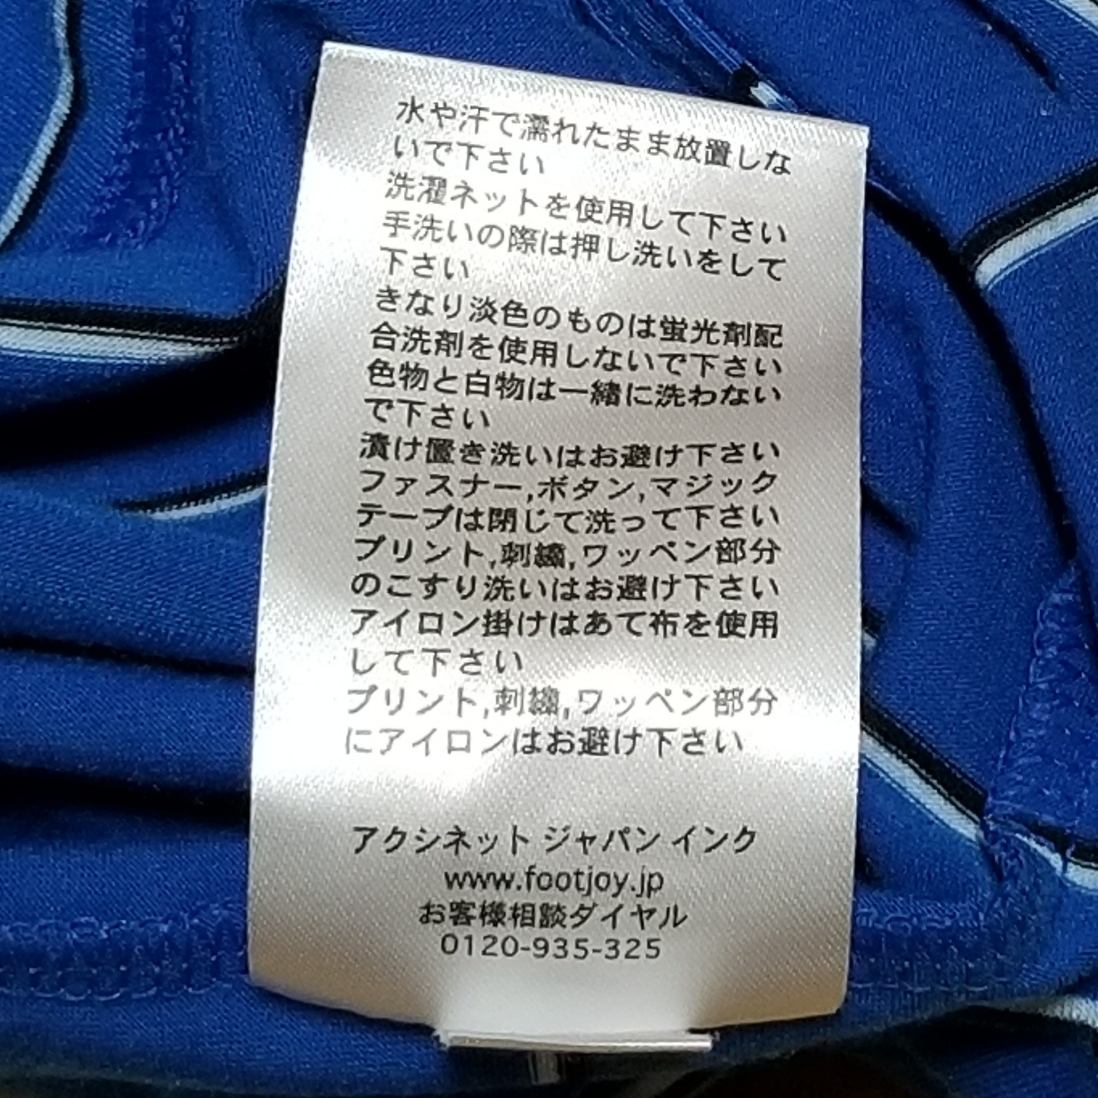 水や汗で濡れたまま放置しな
いで下さい
洗濯ネットを使用して下さい
手洗いの際は押し洗いをして
下さい
きなり淡色のものは蛍光剤配
合洗剤を使用しないで下さい
色物と白物は一緒に洗わない
で下さい
漬け置き洗いはお避け下さい
ファスナー,ボタン,マジック
テープは閉じて洗って下さい
プリント,刺繍,ワッペン部分
のこすり洗いはお避け下さい
アイロン掛けはあて布を使用
して下さい
プリント,刺繍,ワッペン部分
にアイロンはお避け下さい
アクシネット ジャパン インク
www.footjoy.jp
お客様相談ダイヤル
0120-935-325